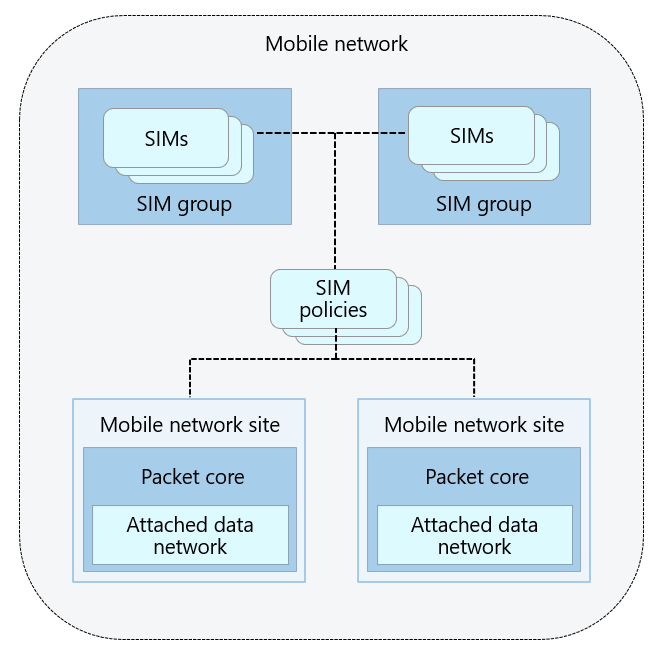 Mobile network
SIMs
SIM group
SIMs
SIM group
SIM
policies
Mobile network site
Packet core
Attached data
network
Mobile network site
Packet core
Attached data
network